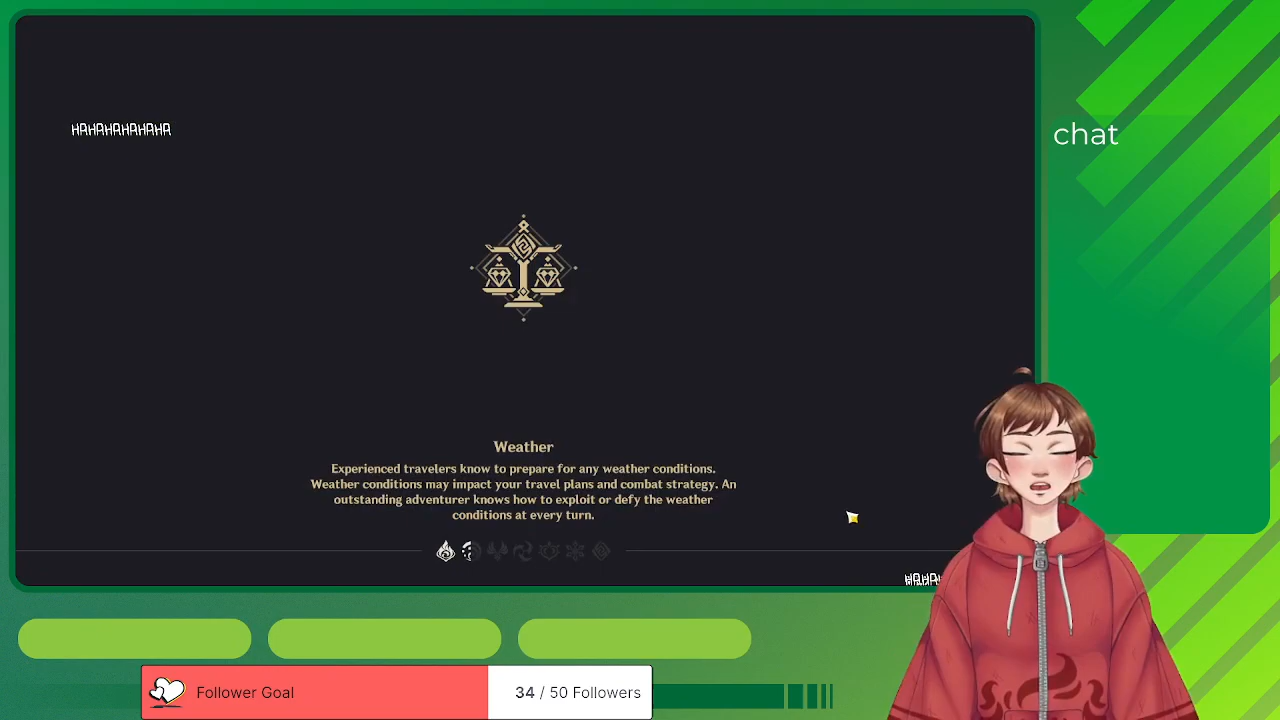 HAHAHAHAHAHA
chat
Weather
Experienced travelers know to prepare for any weather conditions.
Weather conditions may impact your travel plans and combat strategy. An
outstanding adventurer knows how to exploit or defy the weather
conditions at every turn.
Follower Goal
34 / 50 Followers